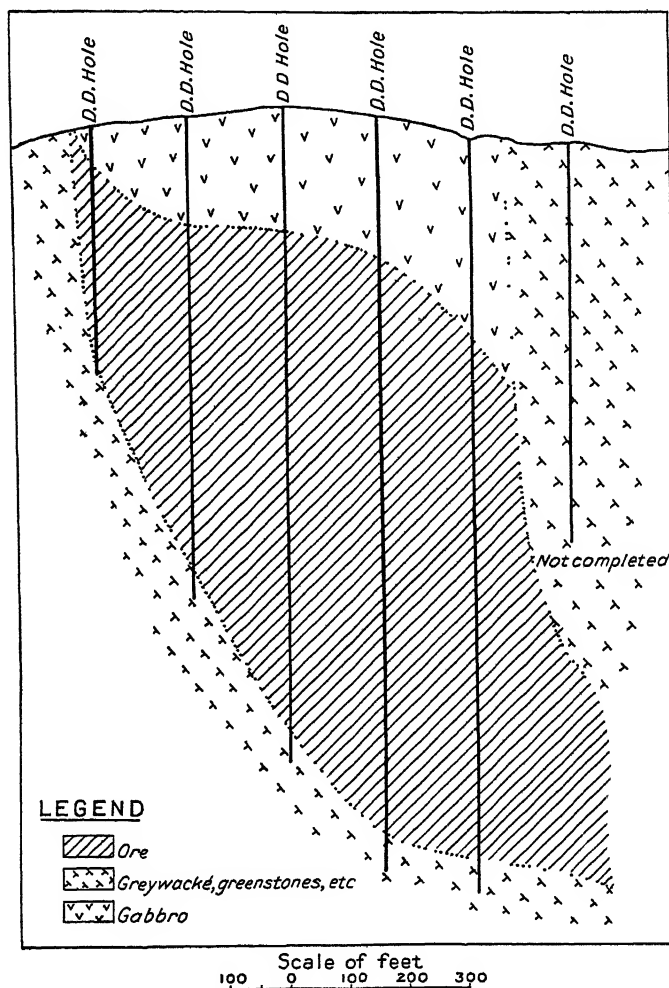 D.D. Hole
D.D. Hole
D D Hole
D.D. Hole
D.D. Hole
D.D. Hole
Not completed
LEGEND
Ore
Greywacké, greenstones, etc
Gabbro
Scale of feet
100 0 100 200 300